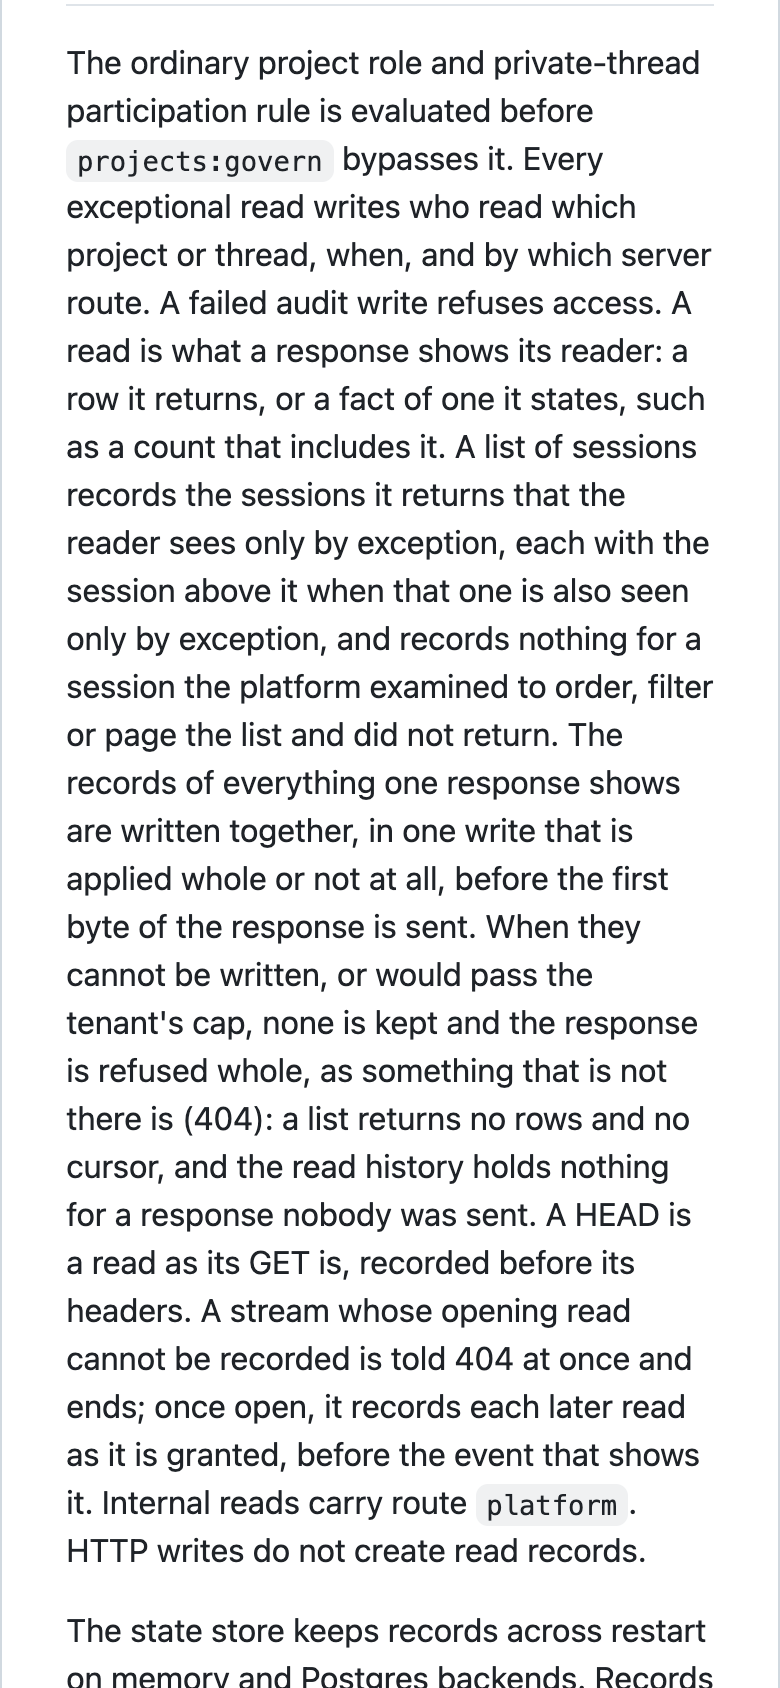 The ordinary project role and private-thread
participation rule is evaluated before
projects:govern bypasses it. Every
exceptional read writes who read which
project or thread, when, and by which server
route. A failed audit write refuses access. A
read is what a response shows its reader: a
row it returns, or a fact of one it states, such
as a count that includes it. A list of sessions
records the sessions it returns that the
reader sees only by exception, each with the
session above it when that one is also seen
only by exception, and records nothing for a
session the platform examined to order, filter
or page the list and did not return. The
records of everything one response shows
are written together, in one write that is
applied whole or not at all, before the first
byte of the response is sent. When they
cannot be written, or would pass the
tenant's cap, none is kept and the response
is refused whole, as something that is not
there is (404): a list returns no rows and no
cursor, and the read history holds nothing
for a response nobody was sent. A HEAD is
a read as its GET is, recorded before its
headers. A stream whose opening read
cannot be recorded is told 404 at once and
ends; once open, it records each later read
as it is granted, before the event that shows
it. Internal reads carry route platform.
HTTP writes do not create read records.
The state store keeps records across restart
on memory and Postgres backends. Records